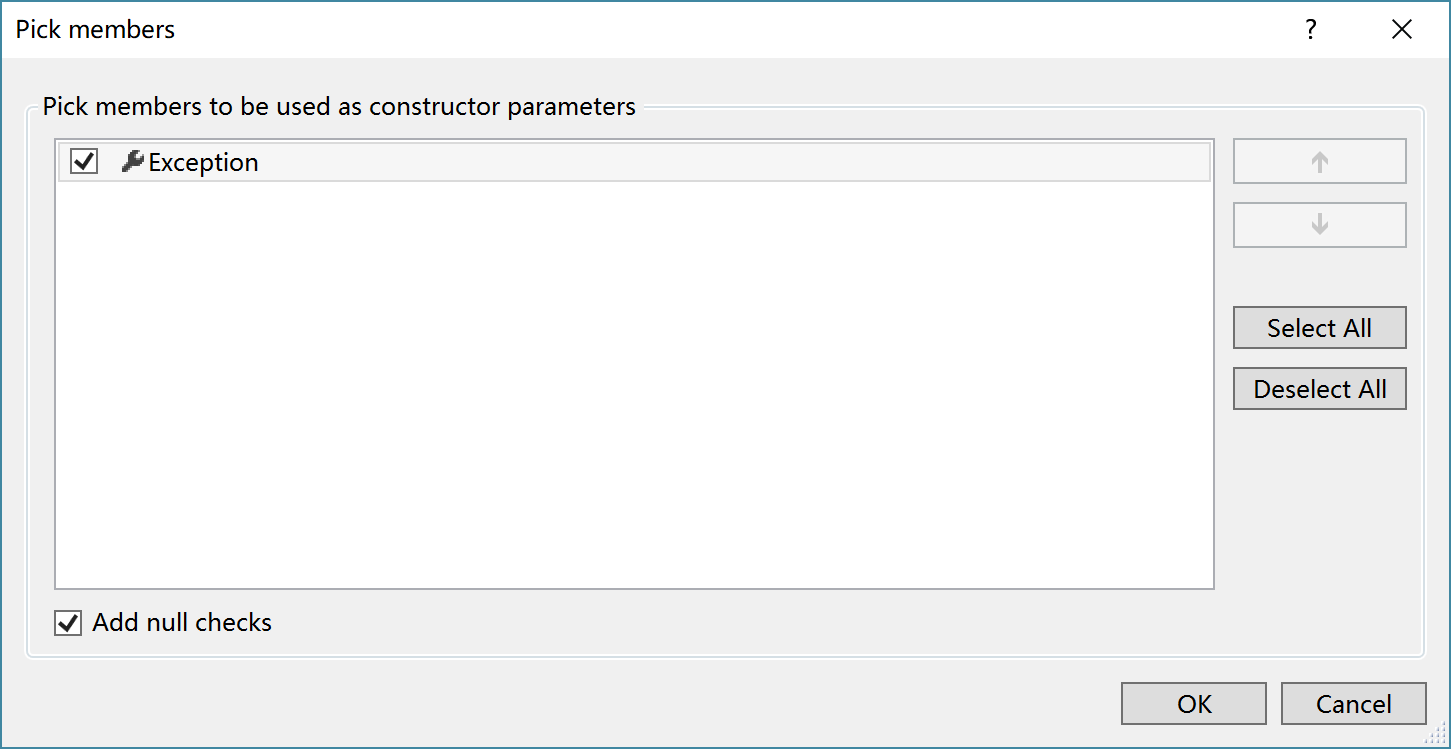 Pick members
?
Pick members to be used as constructor parameters
Exception
Select All
Deselect All
Add null checks
OK
Cancel